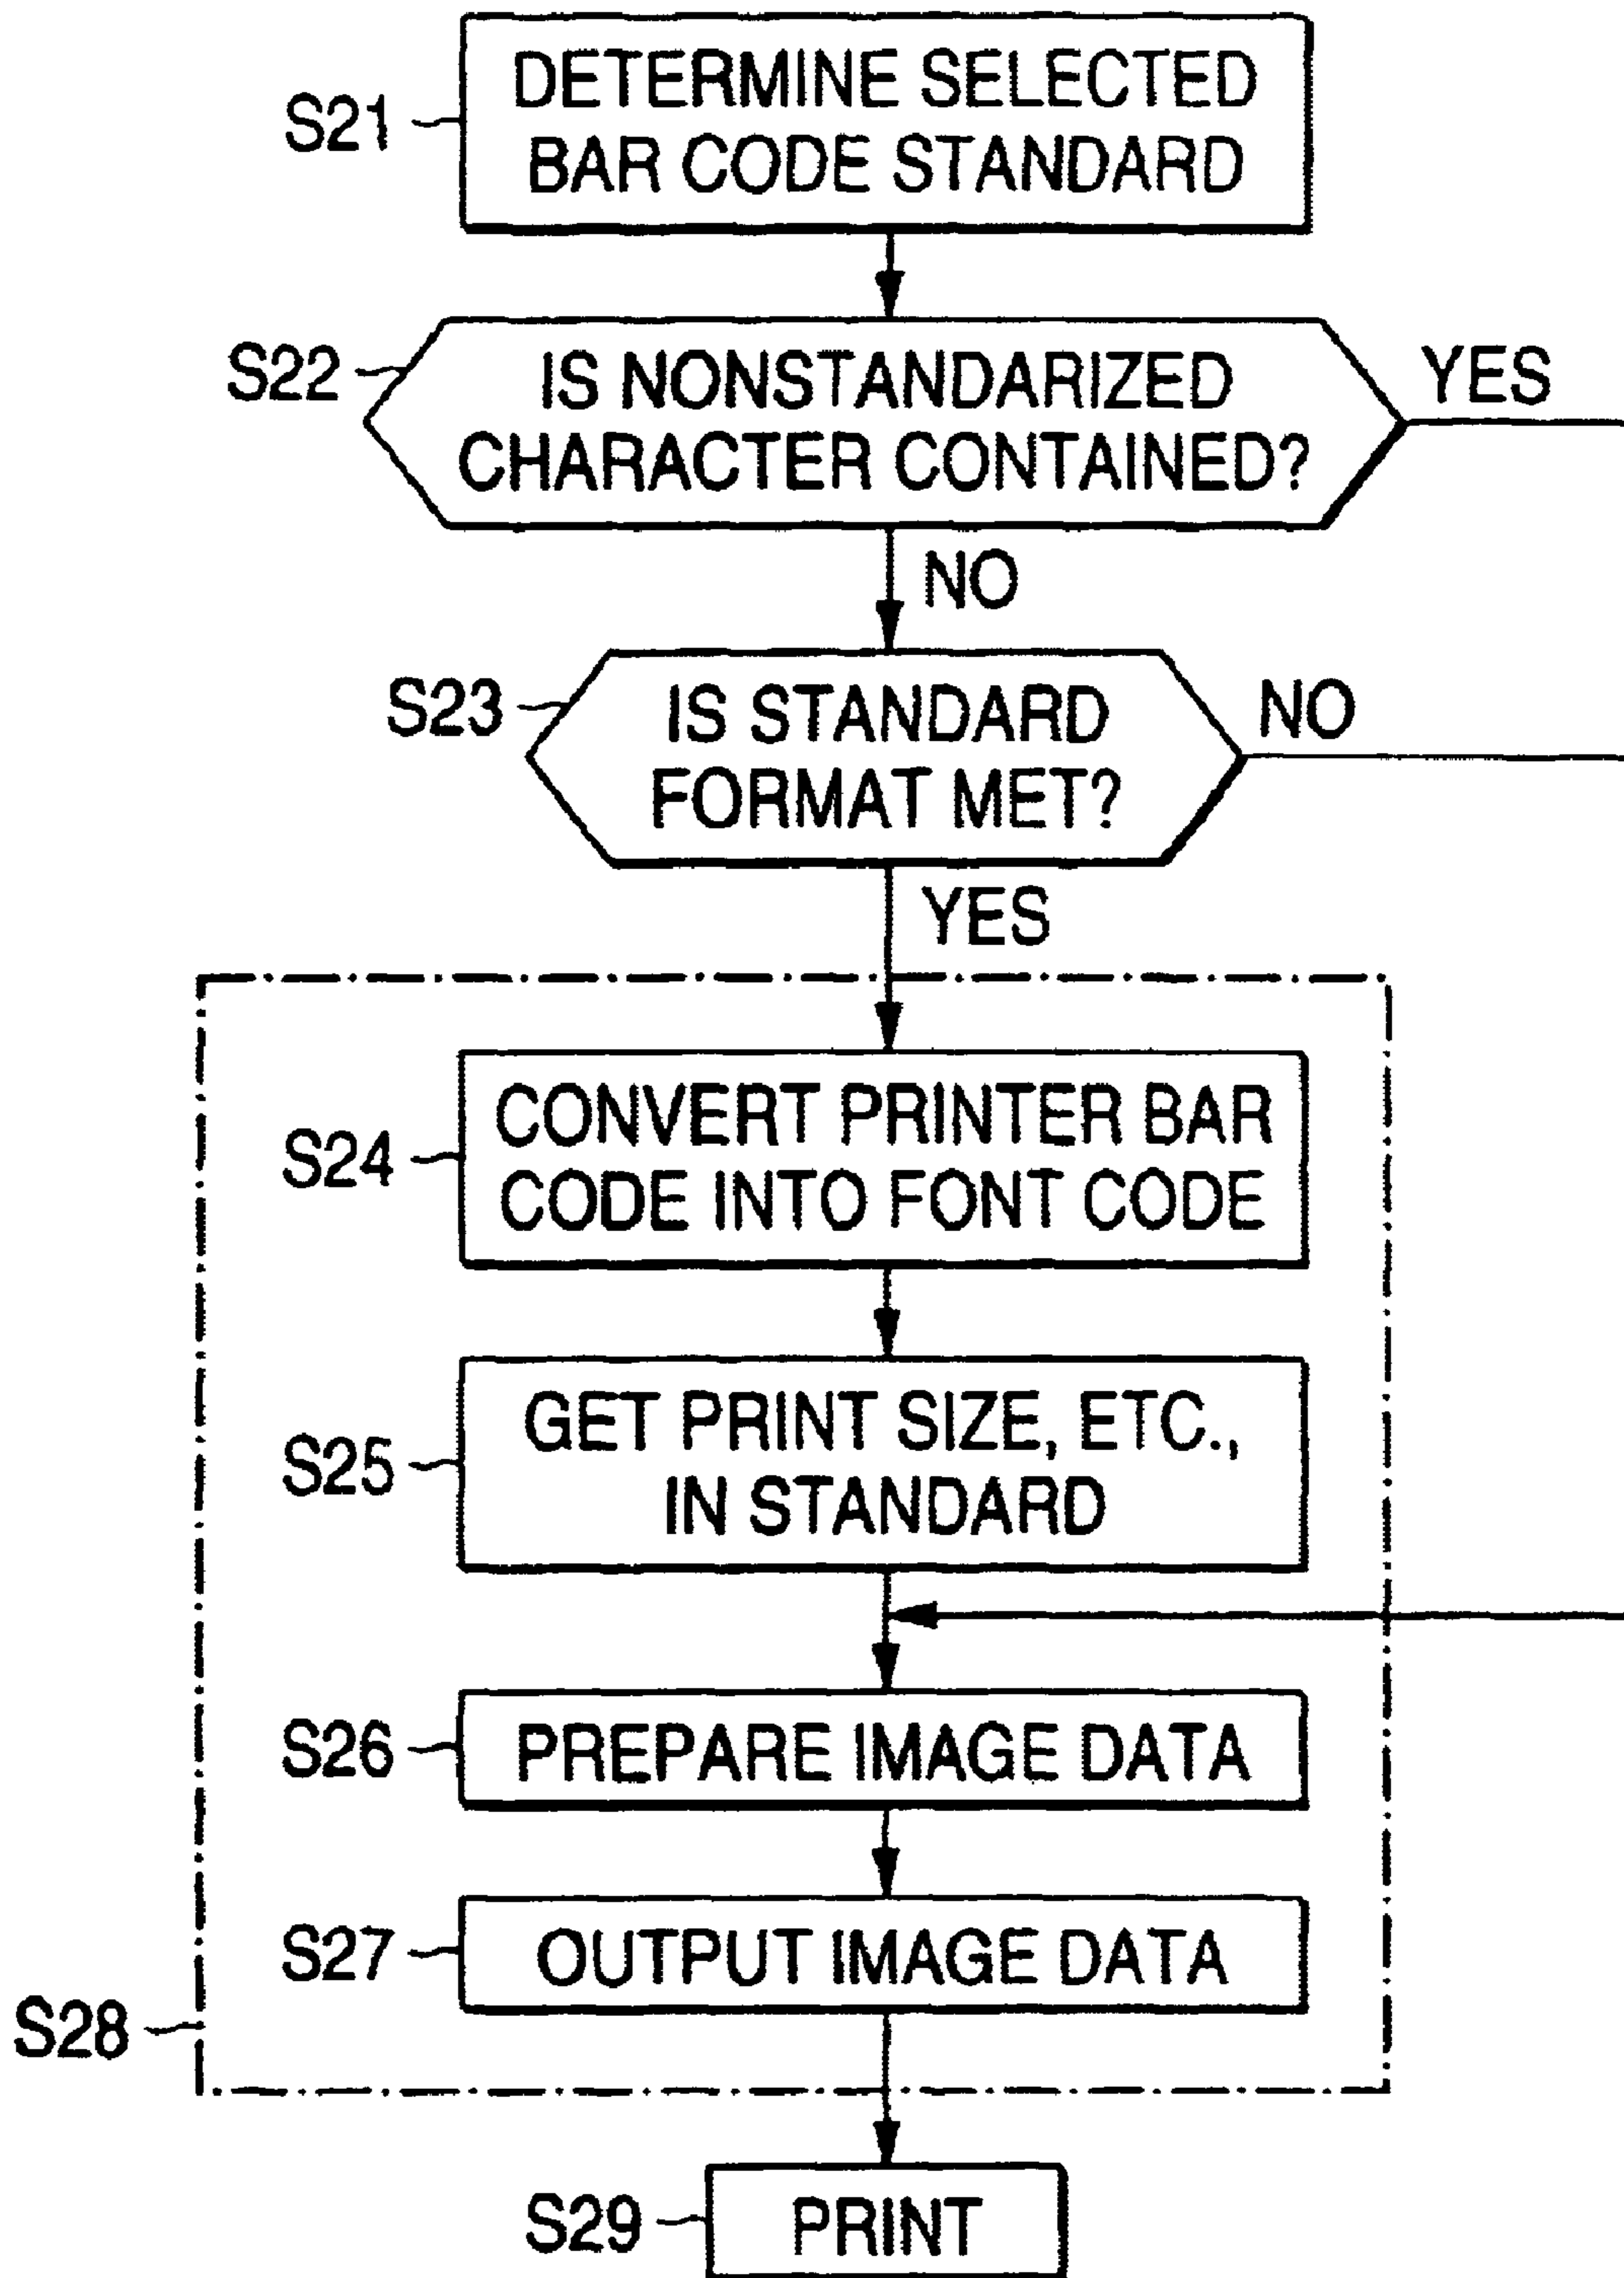 S21
DETERMINE SELECTED
BAR CODE STANDARD
S22
IS NONSTANDARIZED
CHARACTER CONTAINED?
YES
NO
S23
IS STANDARD
FORMAT MET?
NO
YES
S24
CONVERT PRINTER BAR
CODE INTO FONT CODE
S25
GET PRINT SIZE, ETC.,
IN STANDARD
S26
PREPARE IMAGE DATA
S27
OUTPUT IMAGE DATA
S28
S29
PRINT